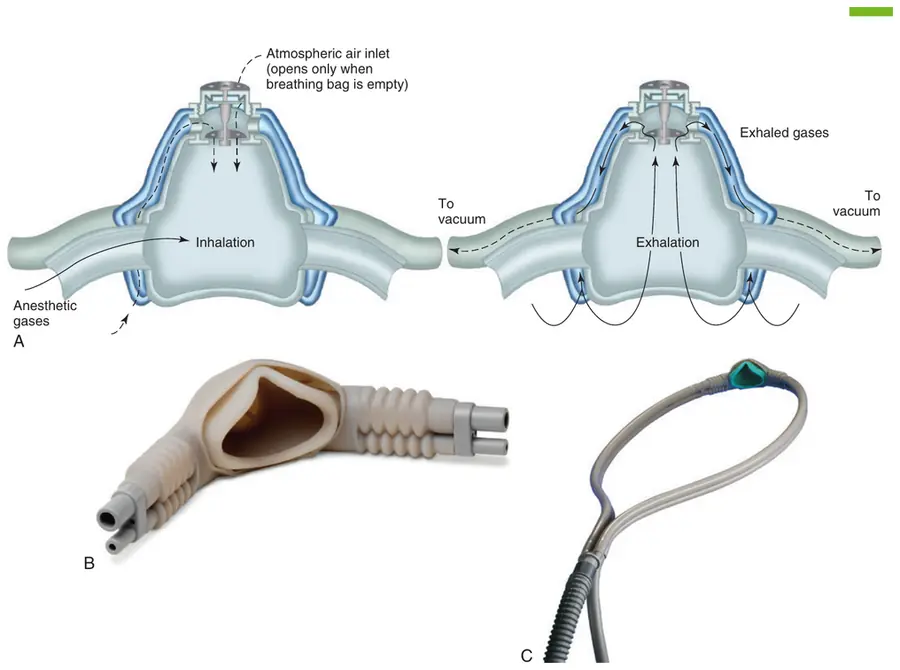 Atmospheric air inlet
(opens only when
breathing bag is empty)
Inhalation
Anesthetic
gases
A
Exhaled gases
To
vacuum
To
vacuum
Exhalation
B
C